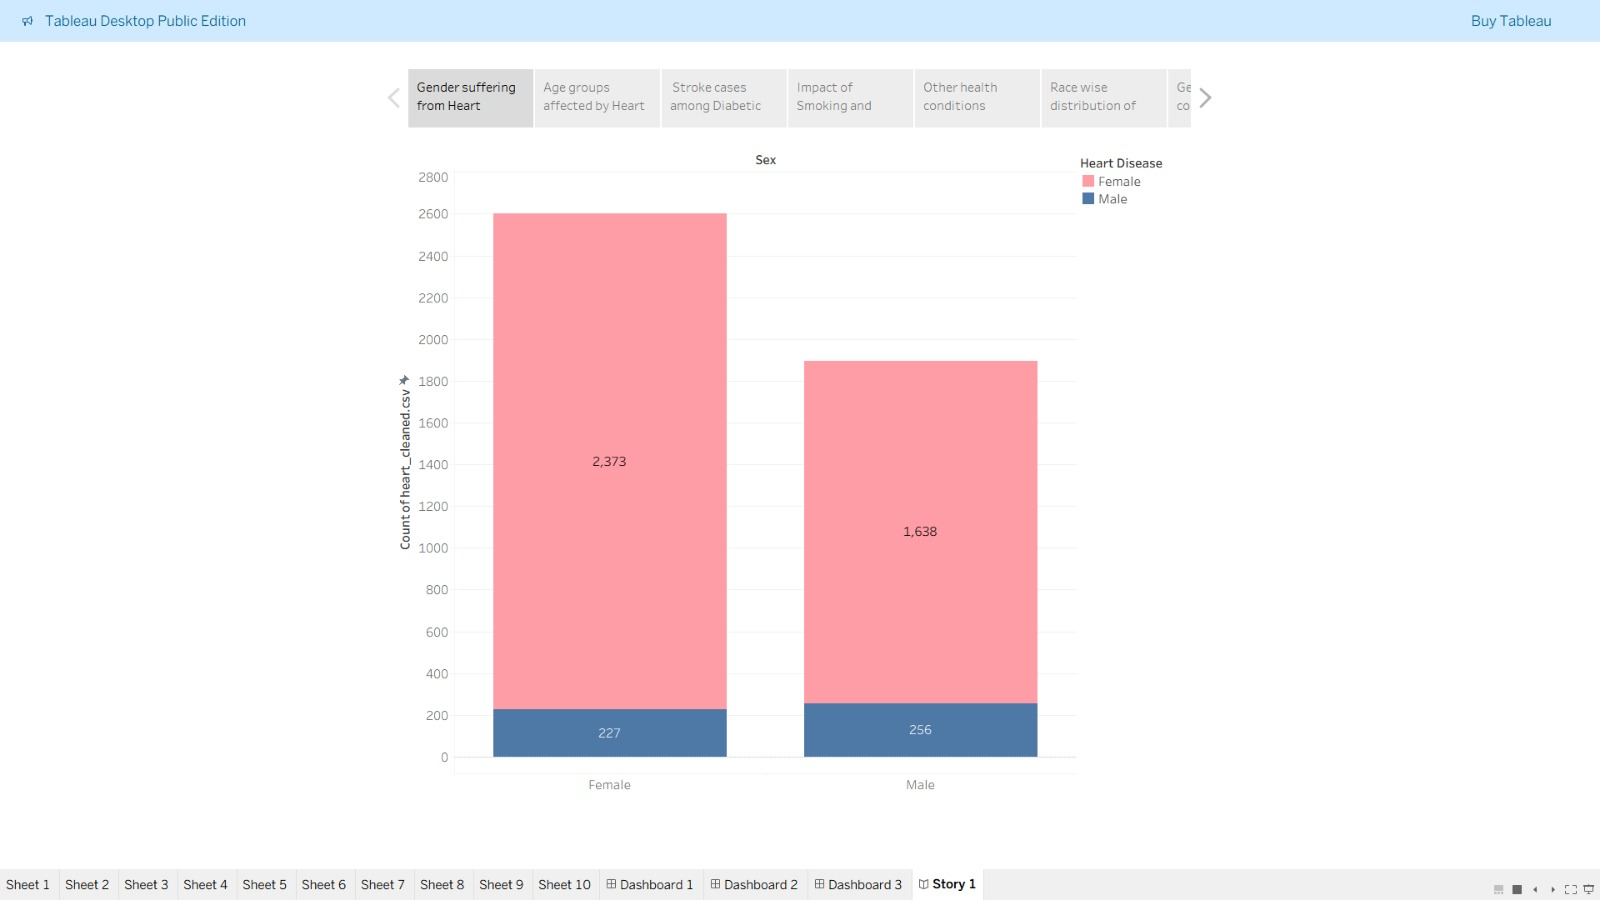 Tableau Desktop Public Edition
Buy Tableau
Gender suffering
from Heart
Age groups
affected by Heart
Stroke cases
among Diabetic
Impact of
Smoking and
Other health
conditions
Race wise
distribution of
Ge
co
Sex
Heart Disease
Female
Male
2800
2600
2400
2200
2000
1800
1600
1400
1200
1000
800
600
400
200
0
Count of heart_cleaned.csv
2,373
1,638
227
256
Female
Male
Sheet 1
Sheet 2
Sheet 3
Sheet 4
Sheet 5
Sheet 6
Sheet 7
Sheet 8
Sheet 9
Sheet 10
Dashboard 1
Dashboard 2
Dashboard 3
Story 1